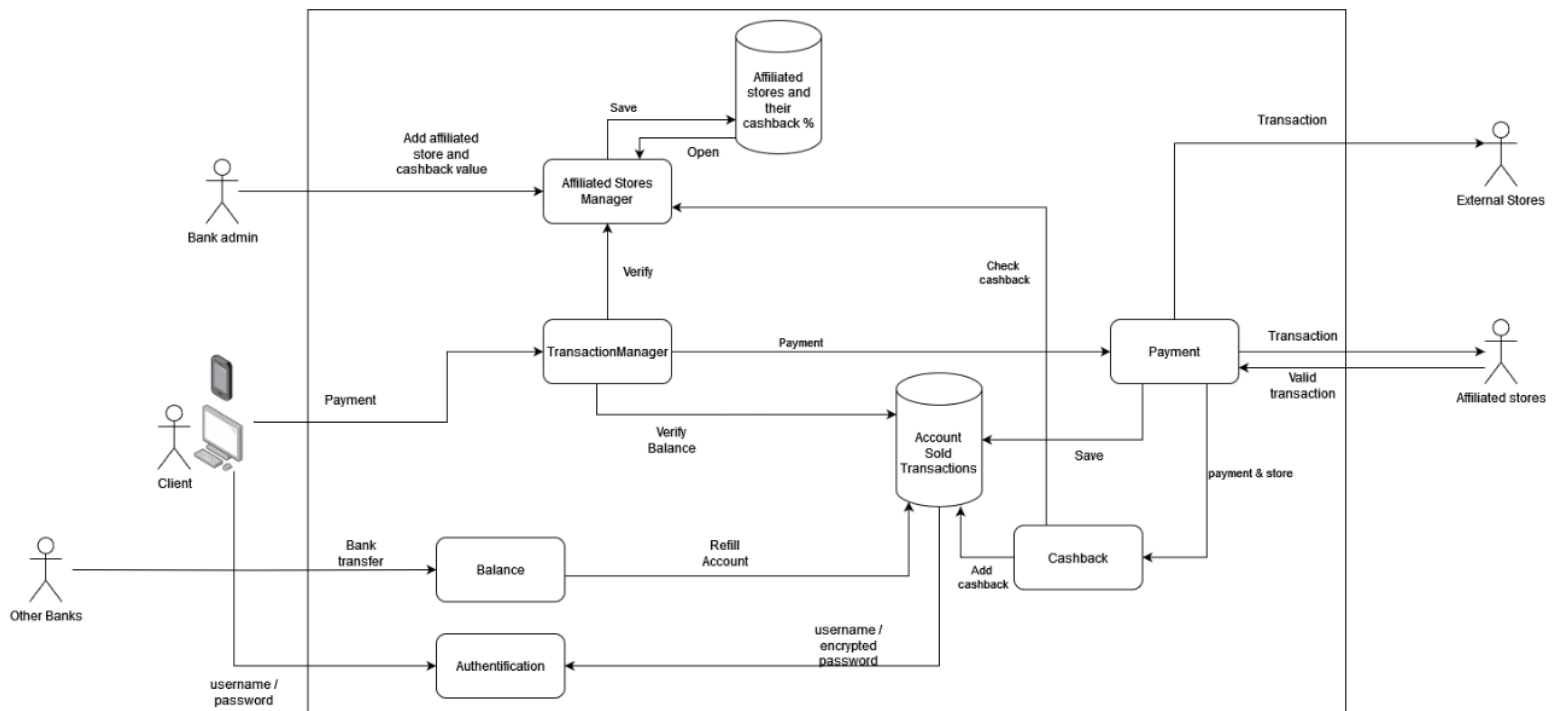 Affiliated
stores and
their
cashback %
Save
Open
Transaction
Add affiliated
store and
cashback value
Affiliated Stores
Manager
Bank admin
External Stores
Verify
Check
cashback
TransactionManager
Payment
Payment
Transaction
Valid
transaction
Affiliated stores
Payment
Client
Verify
Balance
Account
Sold
Transactions
Save
payment & store
Bank
transfer
Balance
Refill
Account
Add
cashback
Cashback
Other Banks
username /
password
Authentification
username /
encrypted
password